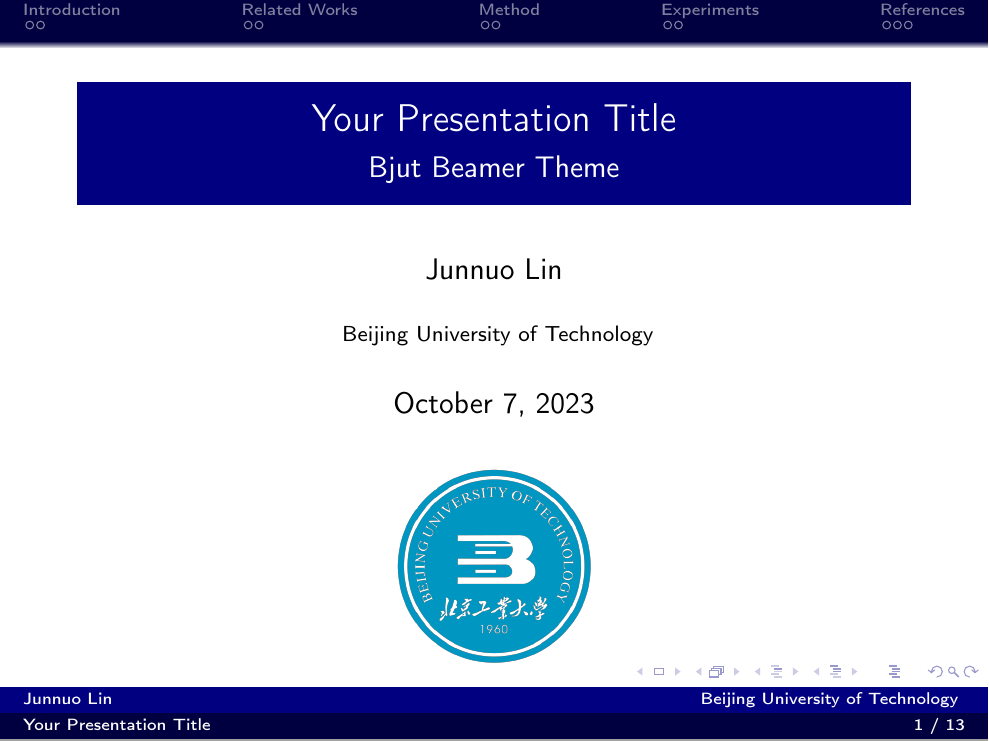 Introduction Related Works Method Experiments References
Your Presentation Title
Bjut Beamer Theme
Junnuo Lin
Beijing University of Technology
October 7, 2023
BEIJING UNIVERSITY OF TECHNOLOGY
北京工业大学
1960
Junnuo Lin Beijing University of Technology
Your Presentation Title 1 / 13